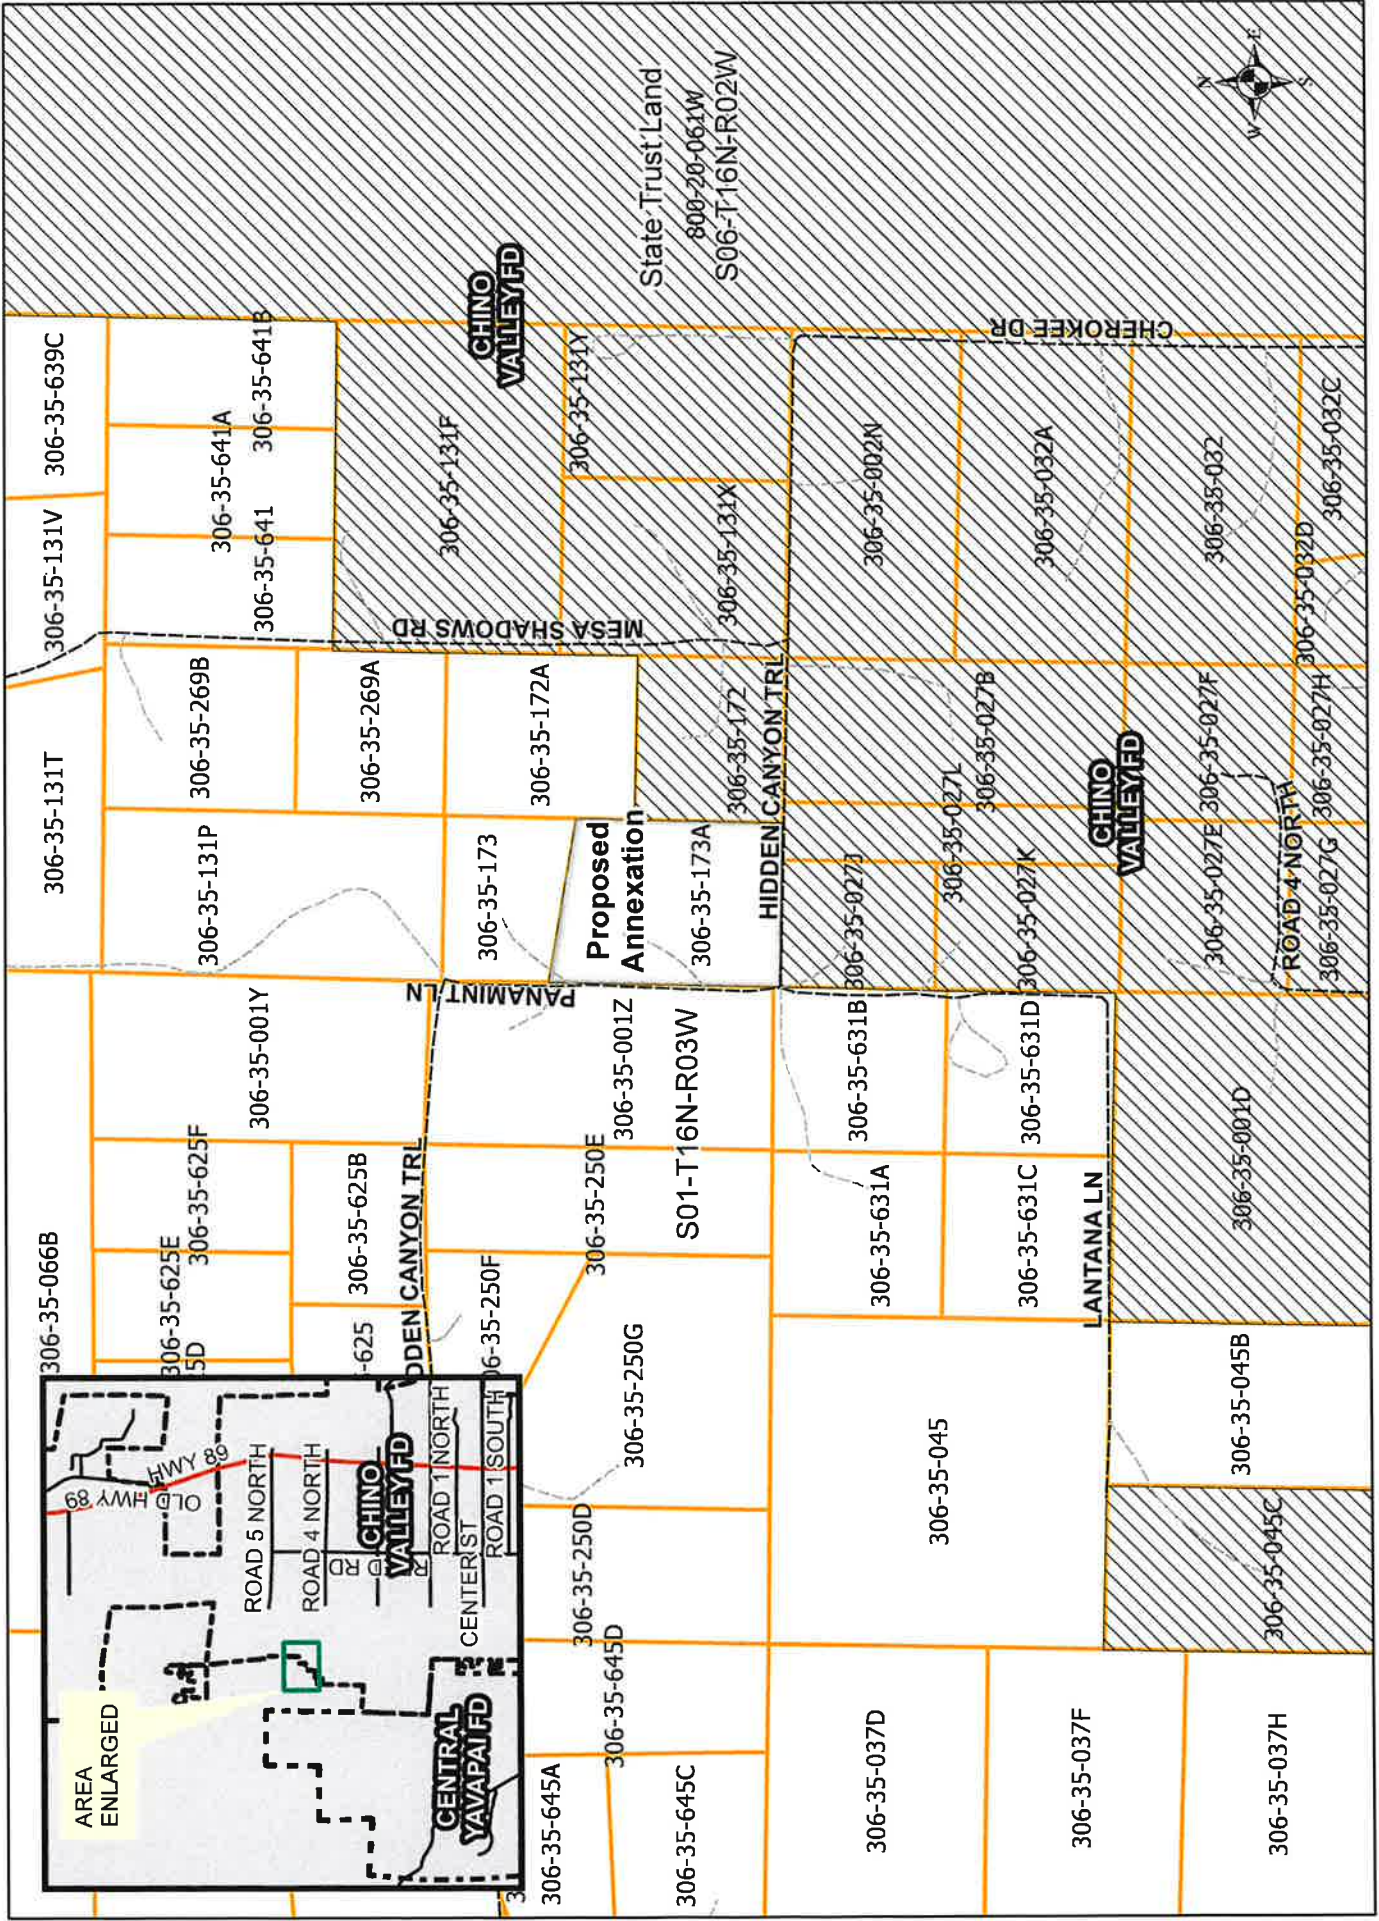 306-35-066B
306-35-131T
306-35-131V
306-35-639C
306-35-625E
5D
306-35-625F
306-35-001Y
306-35-131P
306-35-269B
306-35-641
306-35-641A
306-35-641B
-625
306-35-625B
306-35-269A
DDEN CANYON TRL
PANAMINT LN
MESA SHADOWS RD
306-35-131F
CHINO
VALLEY FD
06-35-250F
306-35-173
306-35-172A
306-35-131Y
State Trust Land
800-20-061W
S06-T16N-R02W
306-35-645A
306-35-645D
306-35-250D
306-35-250G
306-35-250E
306-35-001Z
Proposed
Annexation
306-35-645C
S01-T16N-R03W
306-35-173A
306-35-172
306-35-131X
HIDDEN CANYON TRL
306-35-037D
306-35-045
306-35-631A
306-35-631B
306-35-027J
306-35-027L
306-35-027B
306-35-002N
306-35-037F
306-35-631C
306-35-631D
306-35-027K
306-35-032A
CHEROKEE DR
LANTANA LN
CHINO
VALLEY FD
306-35-037H
306-35-045C
306-35-045B
306-35-001D
306-35-027E
306-35-027F
306-35-032
306-35-032D
ROAD 4 NORTH
306-35-027G
306-35-027H
306-35-032C
N
W
E
S
AREA
ENLARGED
OLD HWY 89
HWY 89
ROAD 5 NORTH
ROAD 4 NORTH
RD
CHINO
VALLEY FD
ROAD 1 NORTH
CENTER ST
ROAD 1 SOUTH
CENTRAL
YAVAPAI FD